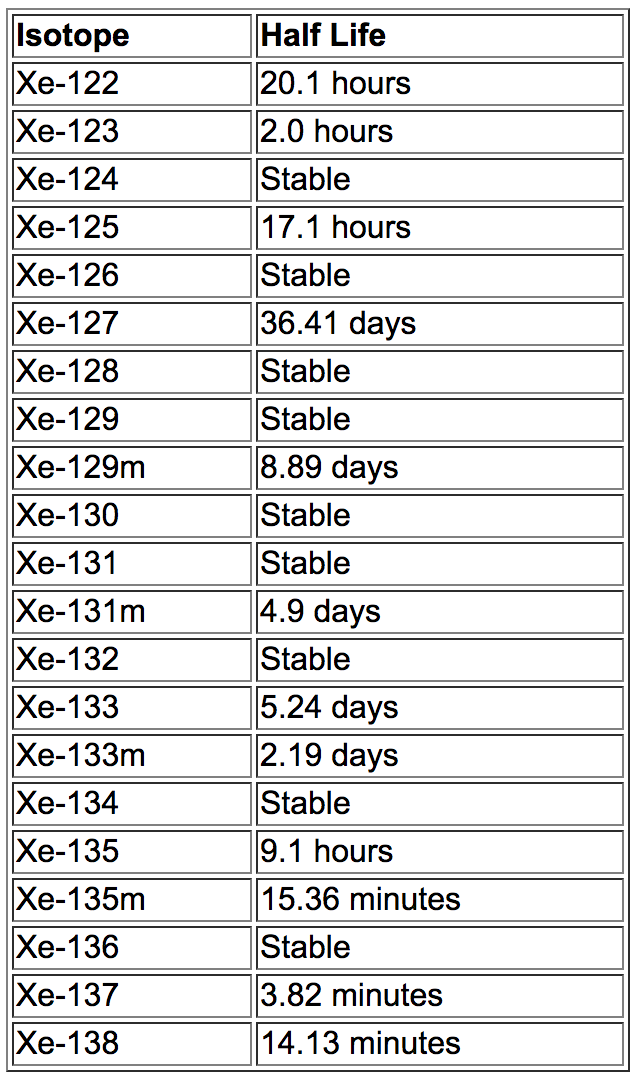 Isotope Half Life
Xe-122 20.1 hours
Xe-123 2.0 hours
Xe-124 Stable
Xe-125 17.1 hours
Xe-126 Stable
Xe-127 36.41 days
Xe-128 Stable
Xe-129 Stable
Xe-129m 8.89 days
Xe-130 Stable
Xe-131 Stable
Xe-131m 4.9 days
Xe-132 Stable
Xe-133 5.24 days
Xe-133m 2.19 days
Xe-134 Stable
Xe-135 9.1 hours
Xe-135m 15.36 minutes
Xe-136 Stable
Xe-137 3.82 minutes
Xe-138 14.13 minutes